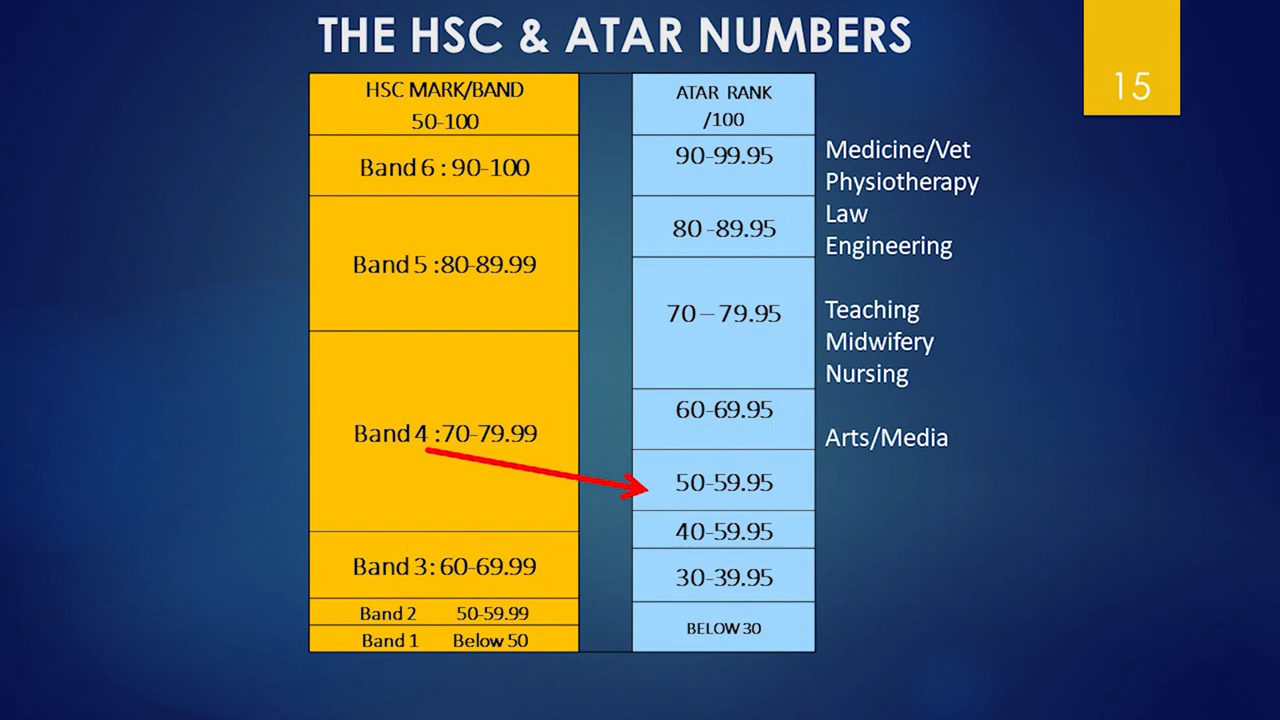 THE HSC & ATAR NUMBERS
15
HSC MARK/BAND
50-100
Band 6 : 90-100
Band 5 :80-89.99
Band 4 :70-79.99
Band 3: 60-69.99
Band 2 50-59.99
Band 1 Below 50
ATAR RANK
/100
90-99.95
80 -89.95
70 – 79.95
60-69.95
50-59.95
40-59.95
30-39.95
BELOW 30
Medicine/Vet
Physiotherapy
Law
Engineering
Teaching
Midwifery
Nursing
Arts/Media